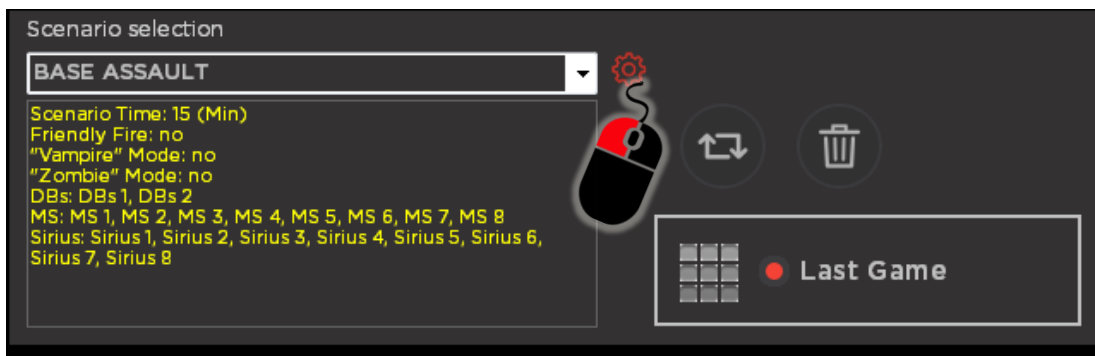 Scenario selection
BASE ASSAULT
Scenario Time: 15 (Min)
Friendly Fire: no
"Vampire" Mode: no
"Zombie" Mode: no
DBs: DBs 1, DBs 2
MS: MS 1, MS 2, MS 3, MS 4, MS 5, MS 6, MS 7, MS 8
Sirius: Sirius 1, Sirius 2, Sirius 3, Sirius 4, Sirius 5, Sirius 6,
Sirius 7, Sirius 8
Last Game